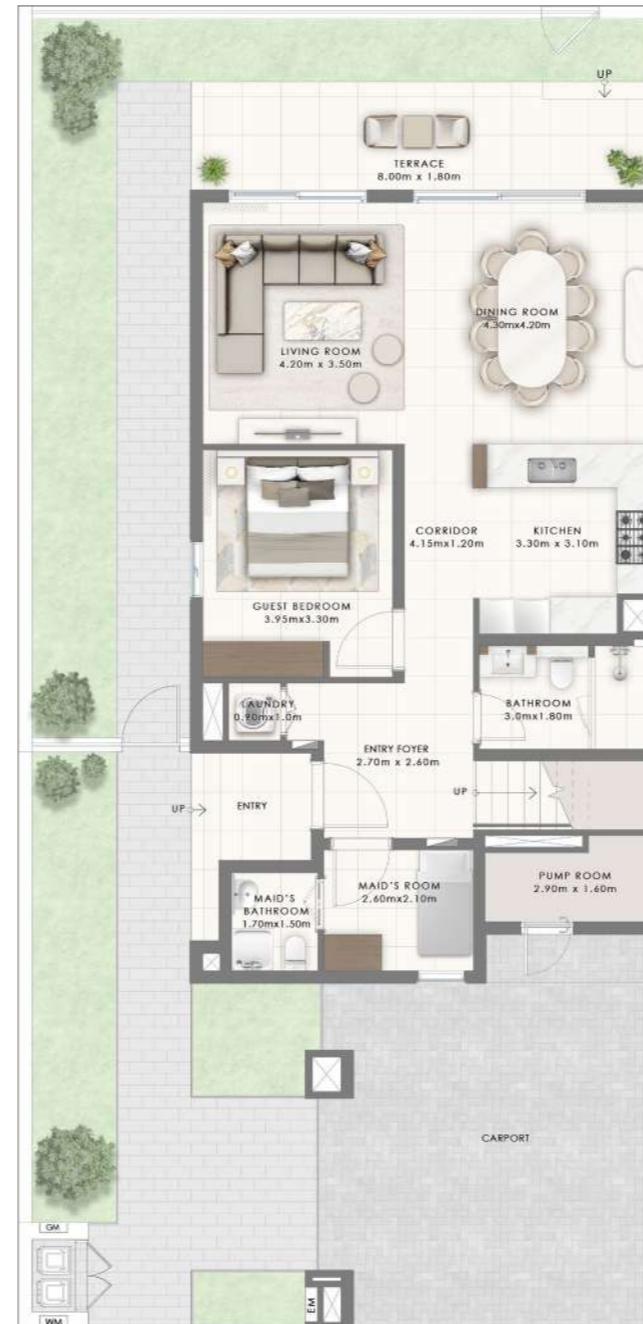 UP
TERRACE
8.00m x 1.80m
DINING ROOM
4.30mx4.20m
LIVING ROOM
4.20m x 3.50m
CORRIDOR
4.15mx1.20m
KITCHEN
3.30m x 3.10m
GUEST BEDROOM
3.95mx3.30m
LAUNDRY
0.90mx1.0m
BATHROOM
3.0mx1.80m
ENTRY FOYER
2.70m x 2.60m
UP
ENTRY
UP
MAID'S
BATHROOM
1.70mx1.50m
MAID'S ROOM
2.60mx2.10m
PUMP ROOM
2.90m x 1.60m
CARPORT
GM
EM
WM